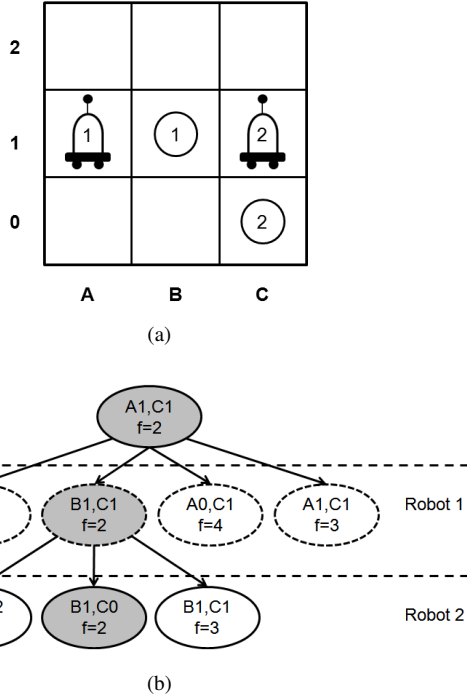 2
1
1
1
2
0
2
A
B
C
(a)
A1,C1
f=2
B1,C1
f=2
A0,C1
f=4
A1,C1
f=3
Robot 1
2
B1,C0
f=2
B1,C1
f=3
Robot 2
(b)